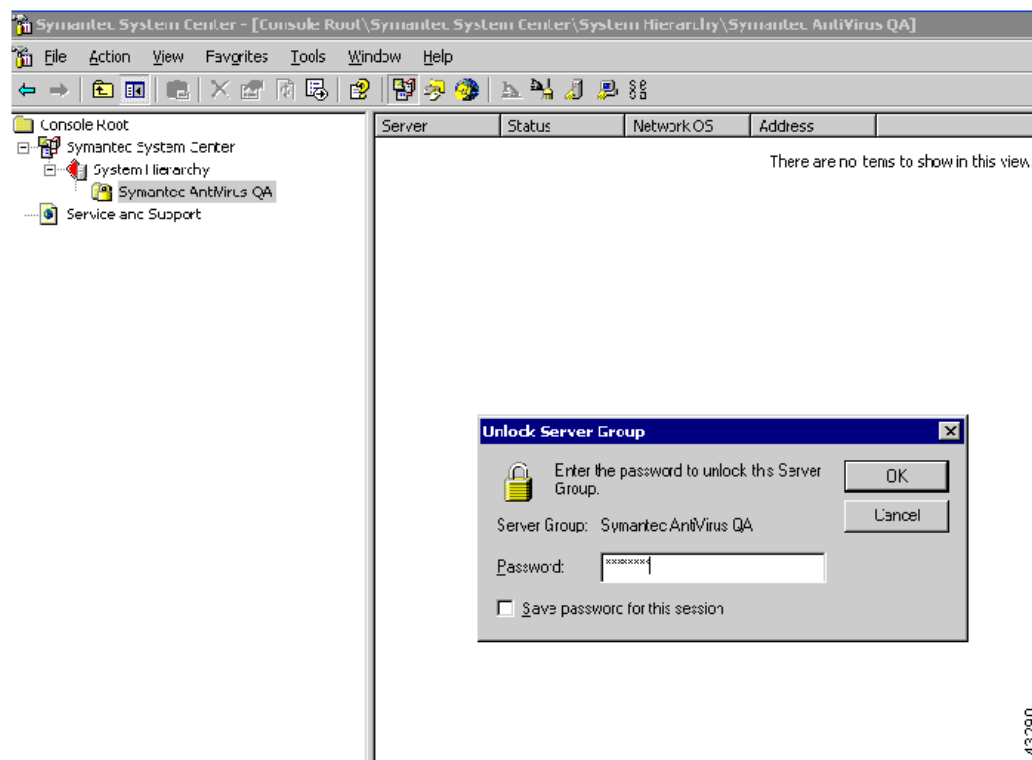 Symantec System Center - [Console Root\Symantec System Center\System Hierarchy\Symantec AntiVirus QA]
File Action View Favorites Tools Window Help
Console Root
Symantec System Center
System Hierarchy
Symantec AntiVirus QA
Service and Support
Server Status Network OS Address
There are no items to show in this view.
Unlock Server Group
Enter the password to unlock this Server
Group.
OK
Cancel
Server Group: Symantec AntiVirus QA
Password: ********
Save password for this session
43290